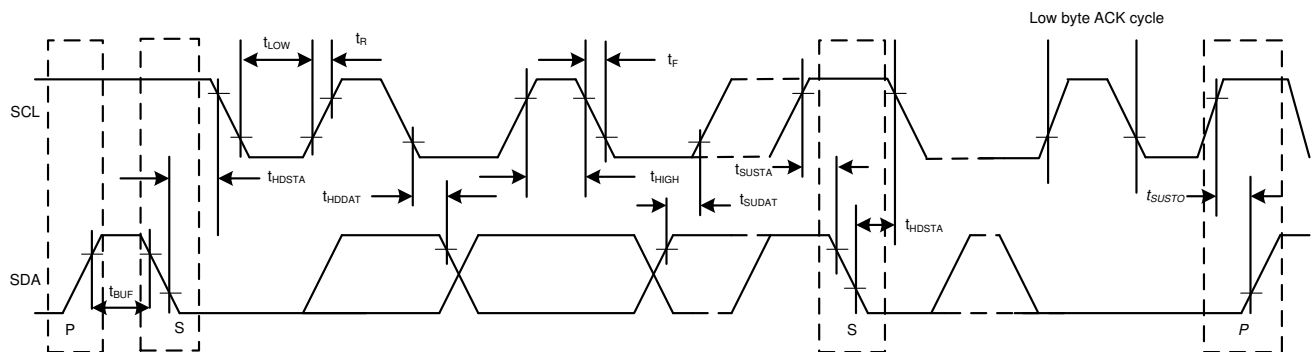 Low byte ACK cycle
tLOW
tR
tF
SCL
tHDSTA
tHDDAT
tHIGH
tSUSTA
tSUDAT
tHDSTA
tSUSTO
SDA
tBUF
P
S
S
P